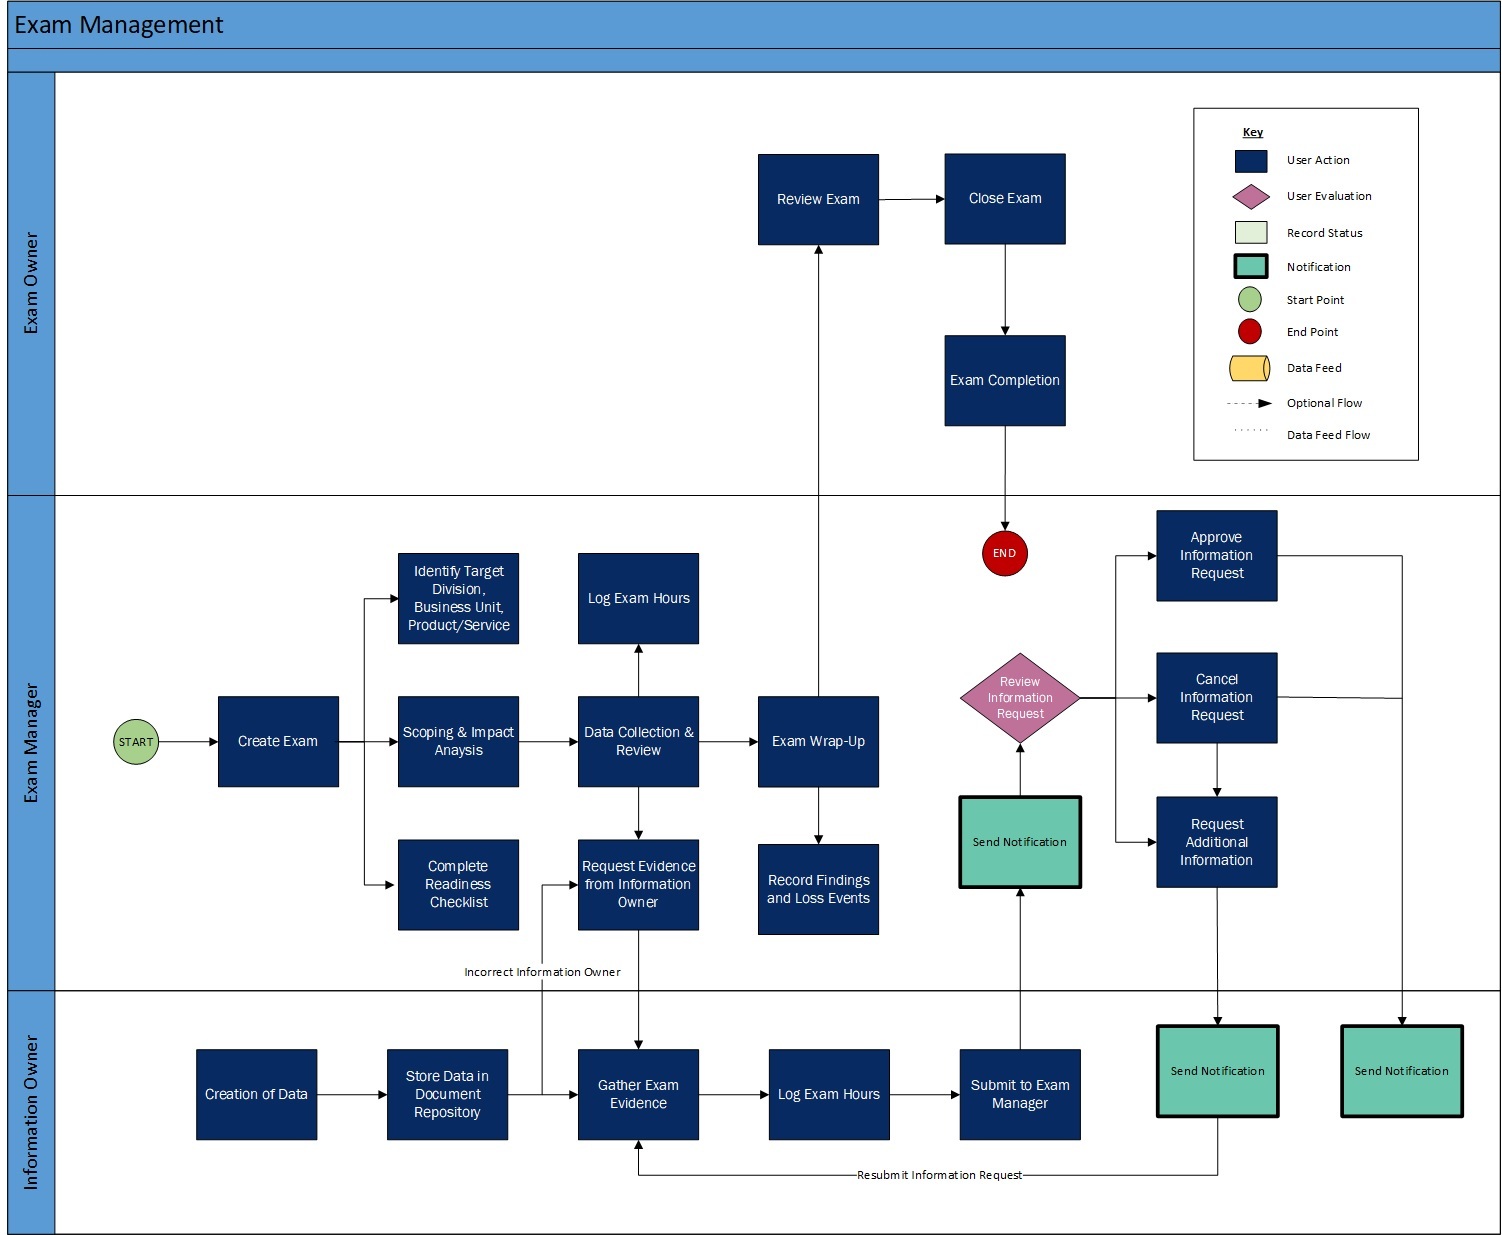 Exam Management
Exam Owner
Review Exam
Close Exam
Exam Completion
Key
User Action
User Evaluation
Record Status
Notification
Start Point
End Point
Data Feed
Optional Flow
Data Feed Flow
Exam Manager
START
Create Exam
Identify Target
Division,
Business Unit,
Product/Service
Scoping & Impact
Anaysis
Complete
Readiness
Checklist
Log Exam Hours
Data Collection &
Review
Request Evidence
from Information
Owner
Incorrect Information Owner
Exam Wrap-Up
Record Findings
and Loss Events
END
Review
Information
Request
Send Notification
Approve
Information
Request
Cancel
Information
Request
Request
Additional
Information
Information Owner
Creation of Data
Store Data in
Document
Repository
Gather Exam
Evidence
Log Exam Hours
Submit to Exam
Manager
Send Notification
Send Notification
Resubmit Information Request